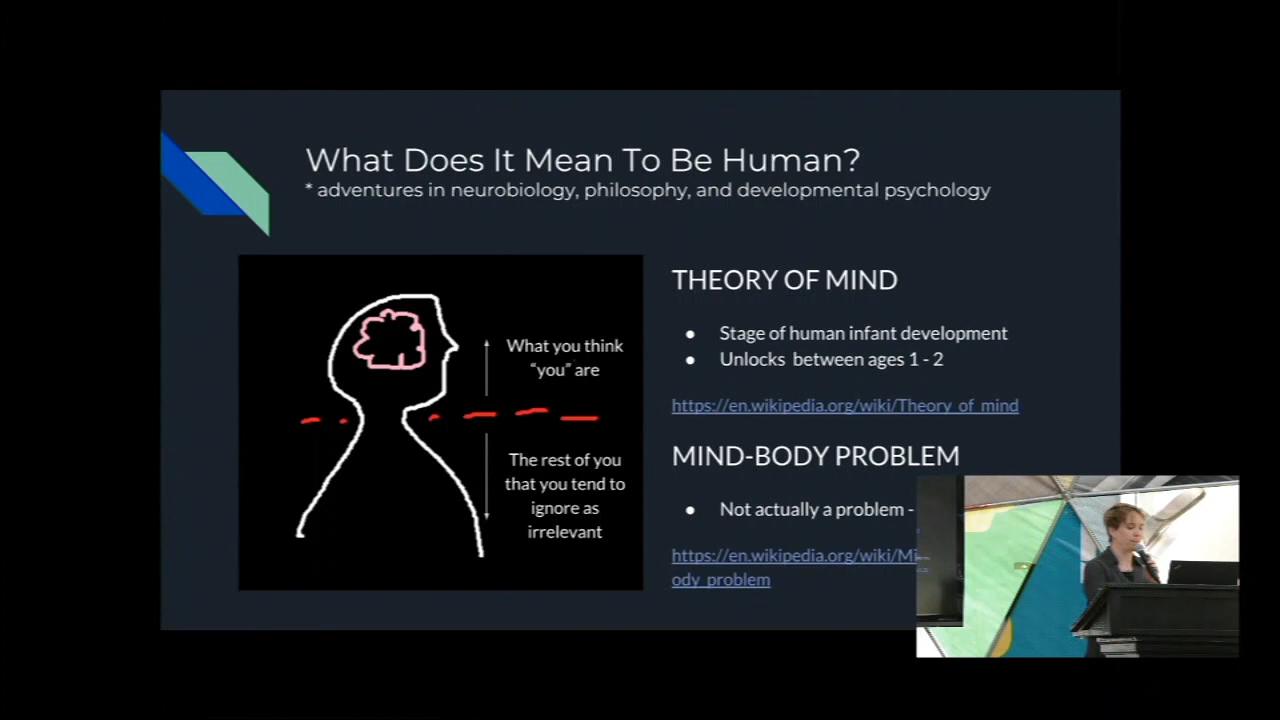 What Does It Mean To Be Human?
* adventures in neurobiology, philosophy, and developmental psychology
What you think
“you” are
The rest of you
that you tend to
ignore as
irrelevant
THEORY OF MIND
● Stage of human infant development
● Unlocks between ages 1 - 2
https://en.wikipedia.org/wiki/Theory_of_mind
MIND-BODY PROBLEM
● Not actually a problem -
https://en.wikipedia.org/wiki/Mi
ody_problem